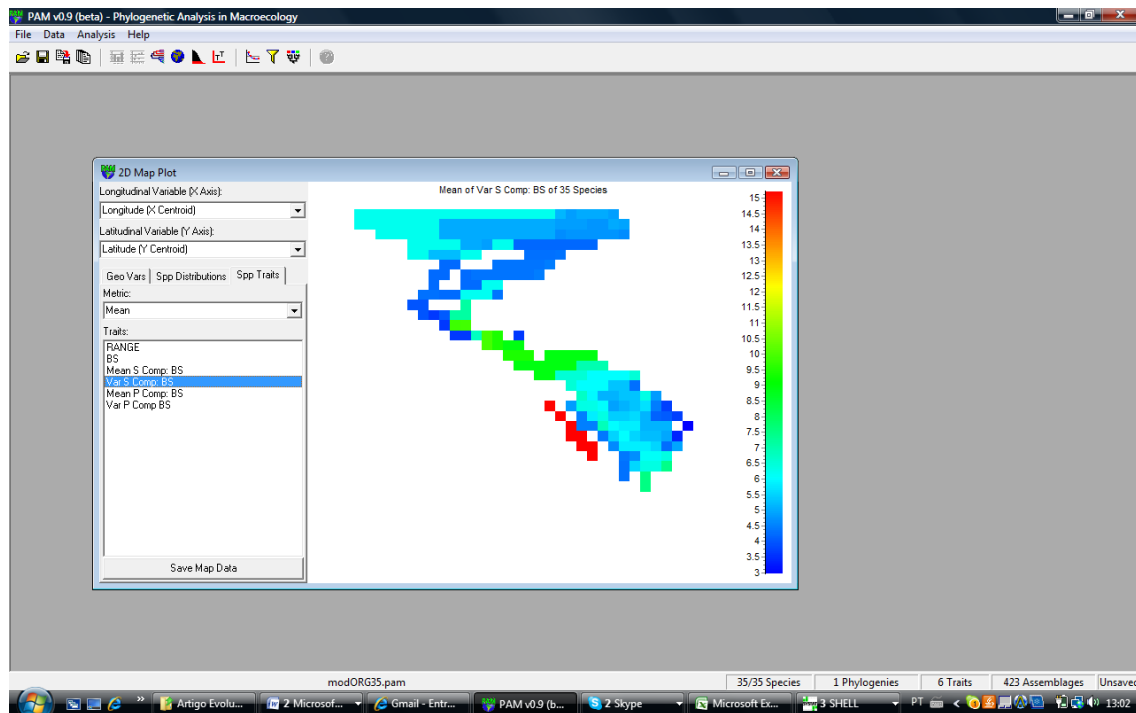 PAM v0.9 (beta) - Phylogenetic Analysis in Macroecology
File Data Analysis Help
2D Map Plot
Longitudinal Variable (X Axis):
Longitude (X Centroid)
Latitudinal Variable (Y Axis):
Latitude (Y Centroid)
Geo Vars Spp Distributions Spp Traits
Metric:
Mean
Traits:
RANGE
BS
Mean S Comp: BS
Var S Comp: BS
Mean P Comp: BS
Var P Comp BS
Save Map Data
Mean of Var S Comp: BS of 35 Species
15
14.5
14
13.5
13
12.5
12
11.5
11
10.5
10
9.5
9
8.5
8
7.5
7
6.5
6
5.5
5
4.5
4
3.5
3
modORG35.pam 35/35 Species 1 Phylogenies 6 Traits 423 Assemblages Unsaved
Artigo Evolu... 2 Microsof... Gmail - Entr... PAM v0.9 (b... 2 Skype Microsoft Ex... 3 SHELL PT 13:02